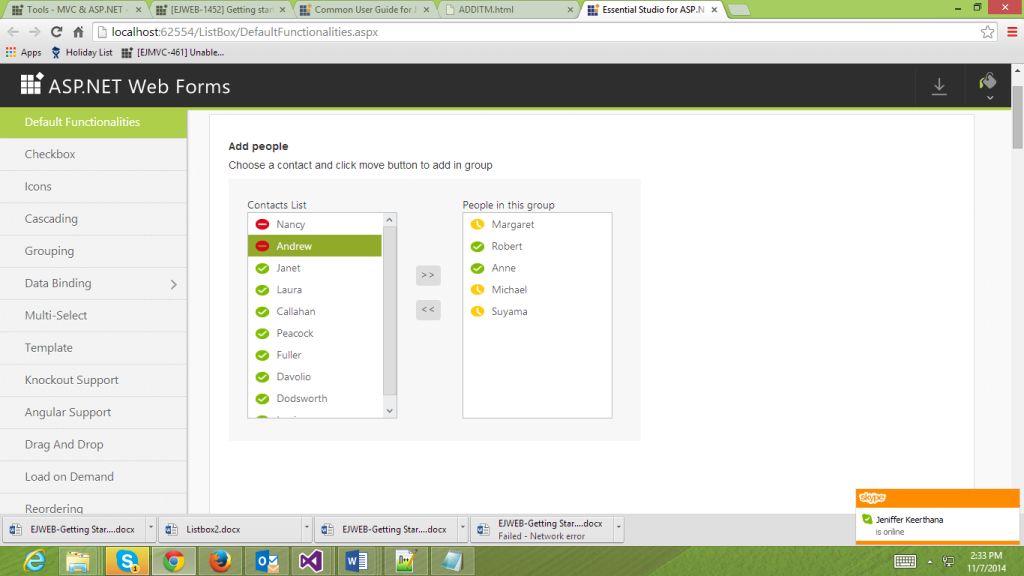 Tools - MVC & ASP.NET -
[EJWEB-1452] Getting star
Common User Guide for J
ADDITM.html
Essential Studio for ASP.N
localhost:62554/ListBox/DefaultFunctionalities.aspx
Apps
Holiday List
[EJMVC-461] Unable...
ASP.NET Web Forms
Default Functionalities
Checkbox
Icons
Cascading
Grouping
Data Binding
Multi-Select
Template
Knockout Support
Angular Support
Drag And Drop
Load on Demand
Reordering
Add people
Choose a contact and click move button to add in group
Contacts List
Nancy
Andrew
Janet
Laura
Callahan
Peacock
Fuller
Davolio
Dodsworth
>>
<<
People in this group
Margaret
Robert
Anne
Michael
Suyama
skype
Jeniffer Keerthana
is online
EJWEB-Getting Star....docx
Listbox2.docx
EJWEB-Getting Star....docx
EJWEB-Getting Star....docx
Failed - Network error
1
2:33 PM
11/7/2014